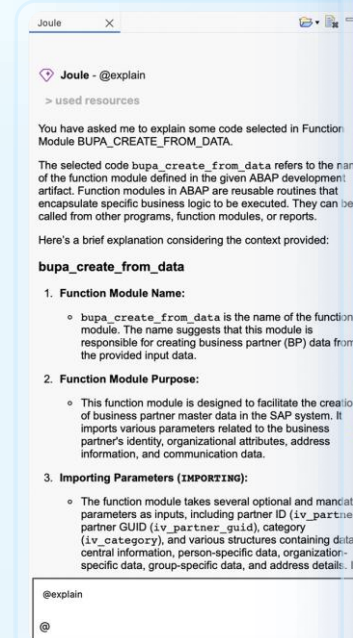 Joule
Joule - @explain
> used resources
You have asked me to explain some code selected in Function
Module BUPA_CREATE_FROM_DATA.
The selected code bupa_create_from_data refers to the
of the function module defined in the given ABAP development
artifact. Function modules in ABAP are reusable routines that
encapsulate specific business logic to be executed. They can be
called from other programs, function modules, or reports.
Here's a brief explanation considering the context provided:
bupa_create_from_data
1. Function Module Name:
bupa_create_from_data is the name of the function
module. The name suggests that this module is
responsible for creating business partner (BP) data from
the provided input data.
2. Function Module Purpose:
This function module is designed to facilitate the creatio
of business partner master data in the SAP system. It
imports various parameters related to the business
partner's identity, organizational attributes, address
information, and communication data.
3. Importing Parameters (IMPORTING):
The function module takes several optional and mandat
parameters as inputs, including partner ID (iv_partne
partner GUID (iv_partner_guid), category
(iv_category), and various structures containing data
central information, person-specific data, organization-
specific data, group-specific data, and address details.
@explain
@